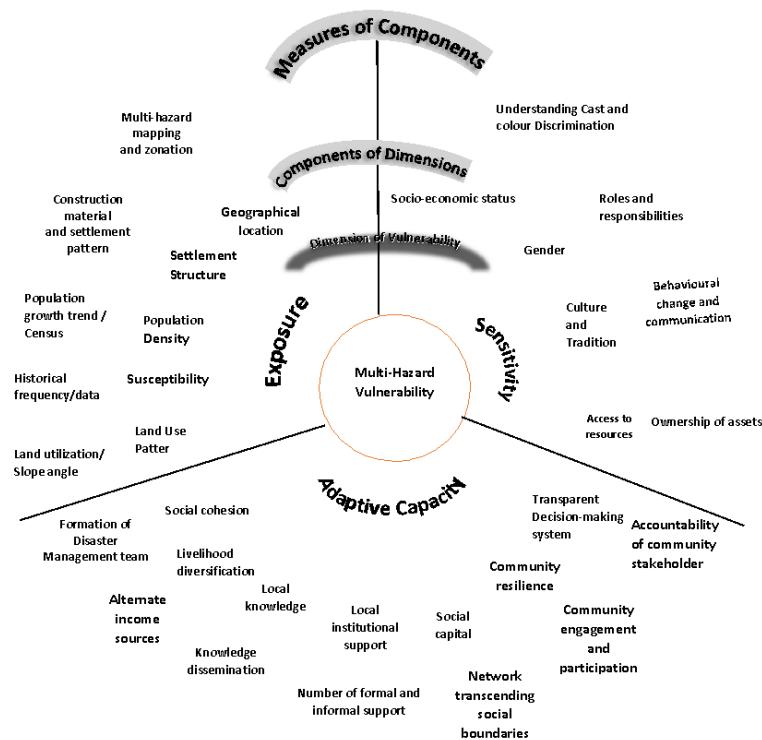 Measures of Components
Components of Dimensions
Dimension of Vulnerability
Multi-hazard
mapping
and zonation
Construction
material
and settlement
pattern
Geographical
location
Settlement
Structure
Population
growth trend /
Census
Population
Density
Historical
frequency/data
Susceptibility
Land utilization/
Slope angle
Land Use
Patter
Exposure
Understanding Cast and
colour Discrimination
Socio-economic status
Roles and
responsibilities
Gender
Behavioural
change and
communication
Culture
and
Tradition
Access to
resources
Ownership of assets
Sensitivity
Multi-Hazard
Vulnerability
Adaptive Capacity
Social cohesion
Formation of
Disaster
Management team
Livelihood
diversification
Alternate
income
sources
Local
knowledge
Knowledge
dissemination
Local
institutional
support
Number of formal and
informal support
Social
capital
Network
transcending
social
boundaries
Community
resilience
Community
engagement
and
participation
Transparent
Decision-making
system
Accountability
of community
stakeholder